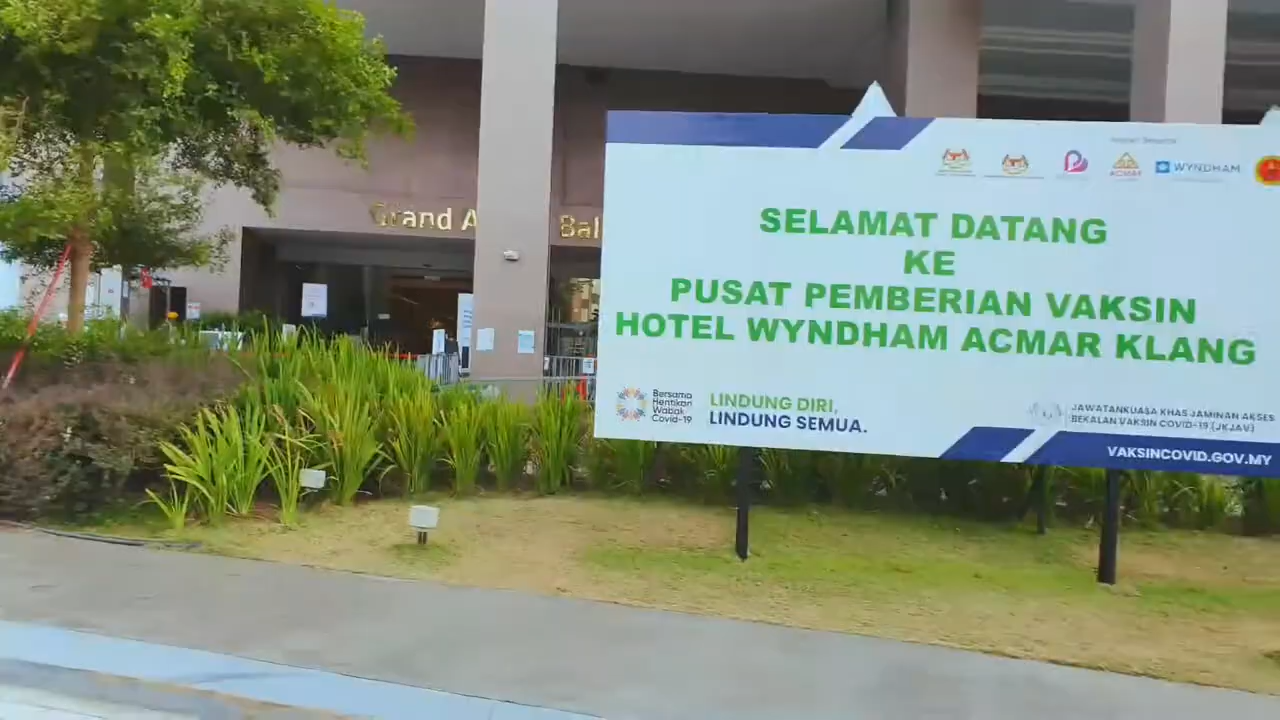 Grand A
Bal
WYNDHAM
ACMAR
SELAMAT DATANG
KE
PUSAT PEMBERIAN VAKSIN
HOTEL WYNDHAM ACMAR KLANG
Bersama
Hentikan
Wabak
Covid-19
LINDUNG DIRI,
LINDUNG SEMUA.
JAWATANKUASA KHAS JAMINAN AKSES
BEKALAN VAKSIN COVID-19 (JKJAV)
VAKSINCOVID.GOV.MY